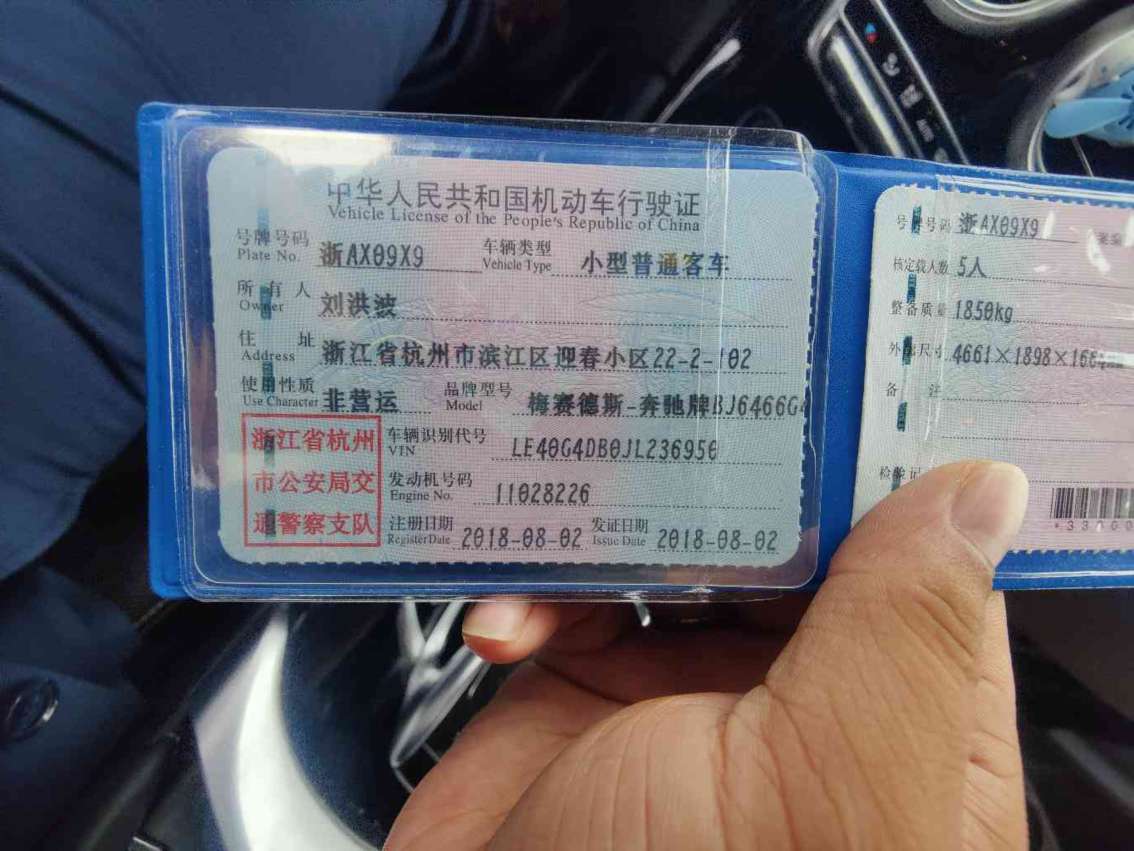 中华人民共和国机动车行驶证
Vehicle License of the People's Republic of China
号牌号码 浙AX09X9 车辆类型 小型普通客车
Plate No. Vehicle Type
所有人 刘洪波
Owner
住址 浙江省杭州市滨江区迎春小区22-2-102
Address
使用性质 非营运 品牌型号 梅赛德斯-奔驰牌BJ6466G
Use Character Model
浙江省杭州
市公安局交
通警察支队
车辆识别代号 LE40G4DB0JL236950
VIN
发动机号码 11028226
Engine No.
注册日期 2018-08-02 发证日期 2018-08-02
Register Date Issue Date
号牌号码 浙AX09X9
核定载人数 5人
整备质量 1850kg
外廓尺寸 4661×1898×166
备注
检验记
*33100